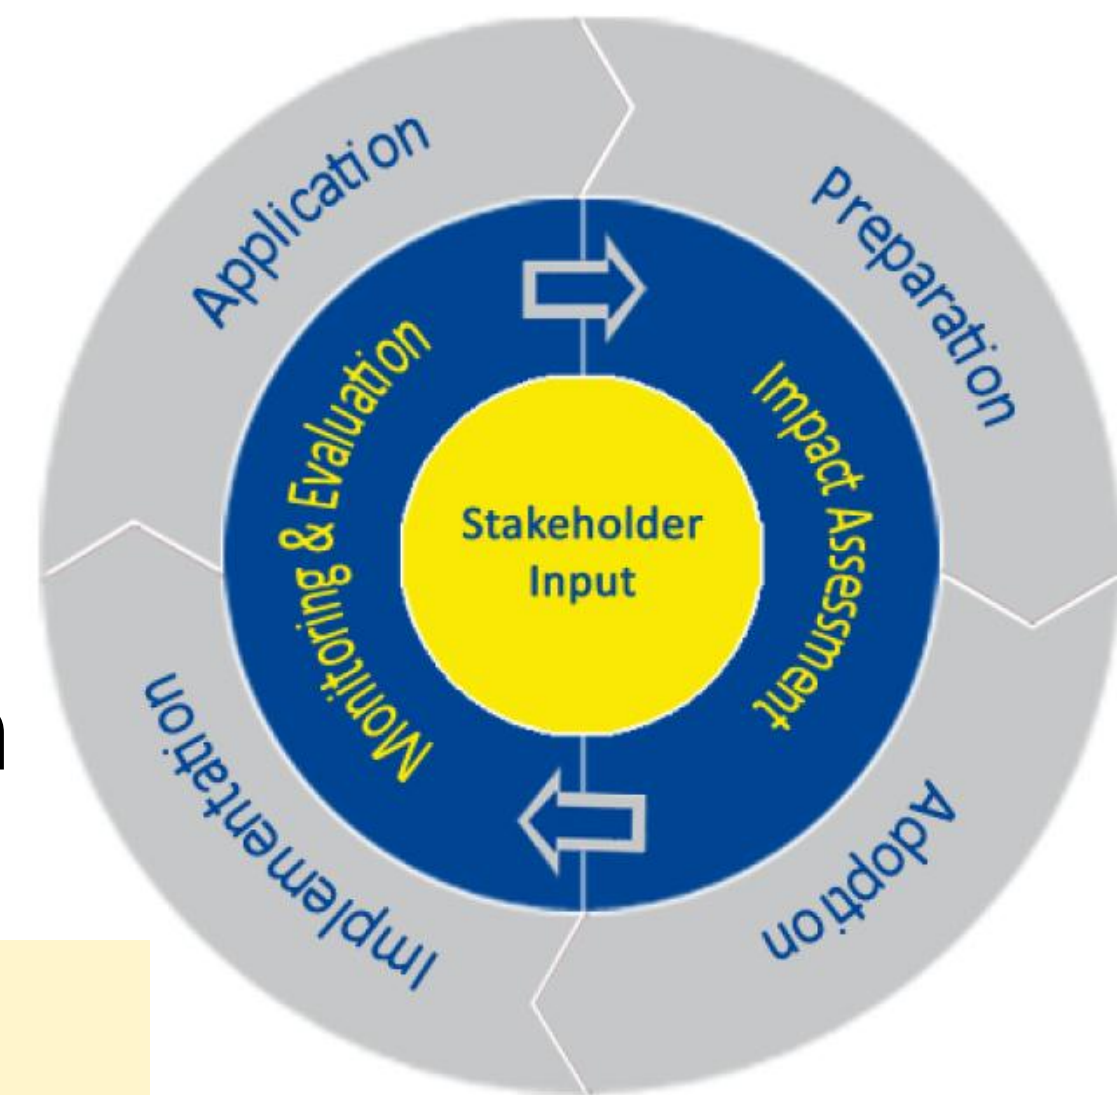 Application
Preparation
Monitoring & Evaluation
Impact Assessment
Stakeholder
Input
Implementation
Adoption